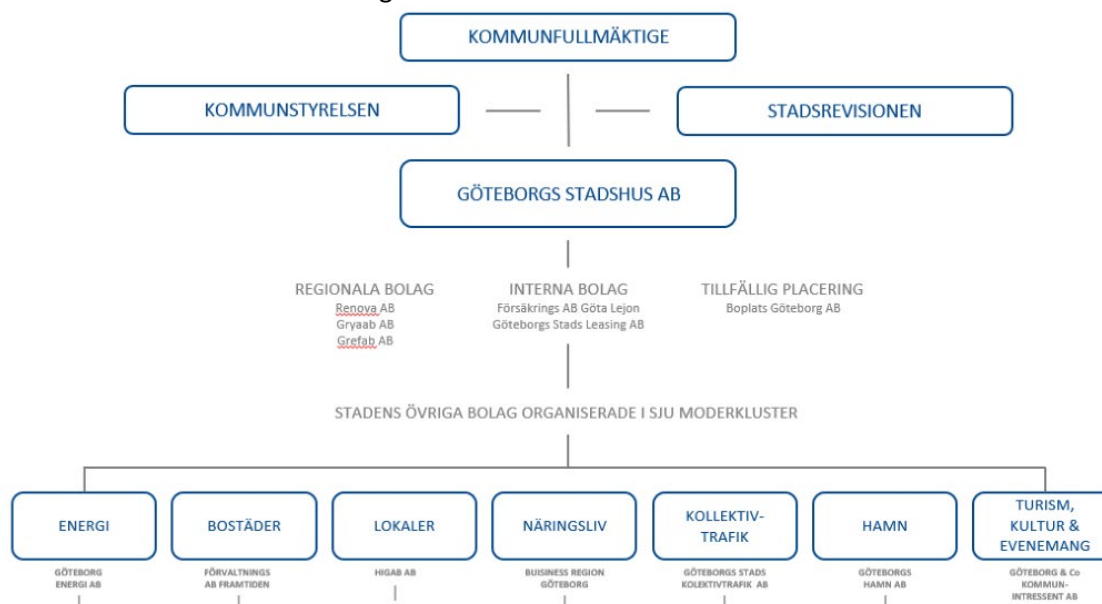 KOMMUNFULLMÄKTIGE
KOMMUNSTYRELSEN
STADSREVISIONEN
GÖTEBORGS STADSHUS AB
REGIONALA BOLAG
Renova AB
Gryaab AB
Grefab AB
INTERNA BOLAG
Försäkrings AB Göta Lejon
Göteborgs Stads Leasing AB
TILLFÄLLIG PLACERING
Boplats Göteborg AB
STADENS ÖVRIGA BOLAG ORGANISERADE I SJU MODERKLUSTER
ENERGI
GÖTEBORG
ENERGI AB
BOSTÄDER
FÖRVALTNINGS
AB FRAMTIDEN
LOKALER
HIGAB AB
NÄRINGSLIV
BUISINESS REGION
GÖTEBORG
KOLLEKTIV-
TRAFIK
GÖTEBORGS STADS
KOLEKTIVTRAFIK AB
HAMN
GÖTEBORGS
HAMN AB
TURISM,
KULTUR &
EVENEMANG
GÖTEBORG & Co
KOMMUN-
INTRESSENT AB